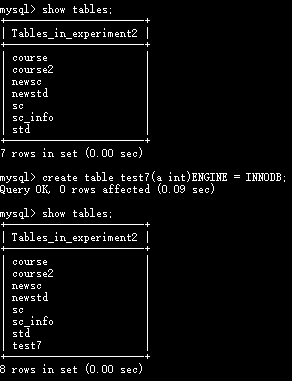 mysql> show tables;
+-----------------------+
| Tables_in_experiment2 |
+-----------------------+
| course                |
| course2               |
| newsc                 |
| newstd                |
| sc                    |
| sc_info               |
| std                   |
+-----------------------+
7 rows in set (0.00 sec)
mysql> create table test7(a int)ENGINE = INNODB;
Query OK, 0 rows affected (0.09 sec)
mysql> show tables;
+-----------------------+
| Tables_in_experiment2 |
+-----------------------+
| course                |
| course2               |
| newsc                 |
| newstd                |
| sc                    |
| sc_info               |
| std                   |
| test7                 |
+-----------------------+
8 rows in set (0.00 sec)